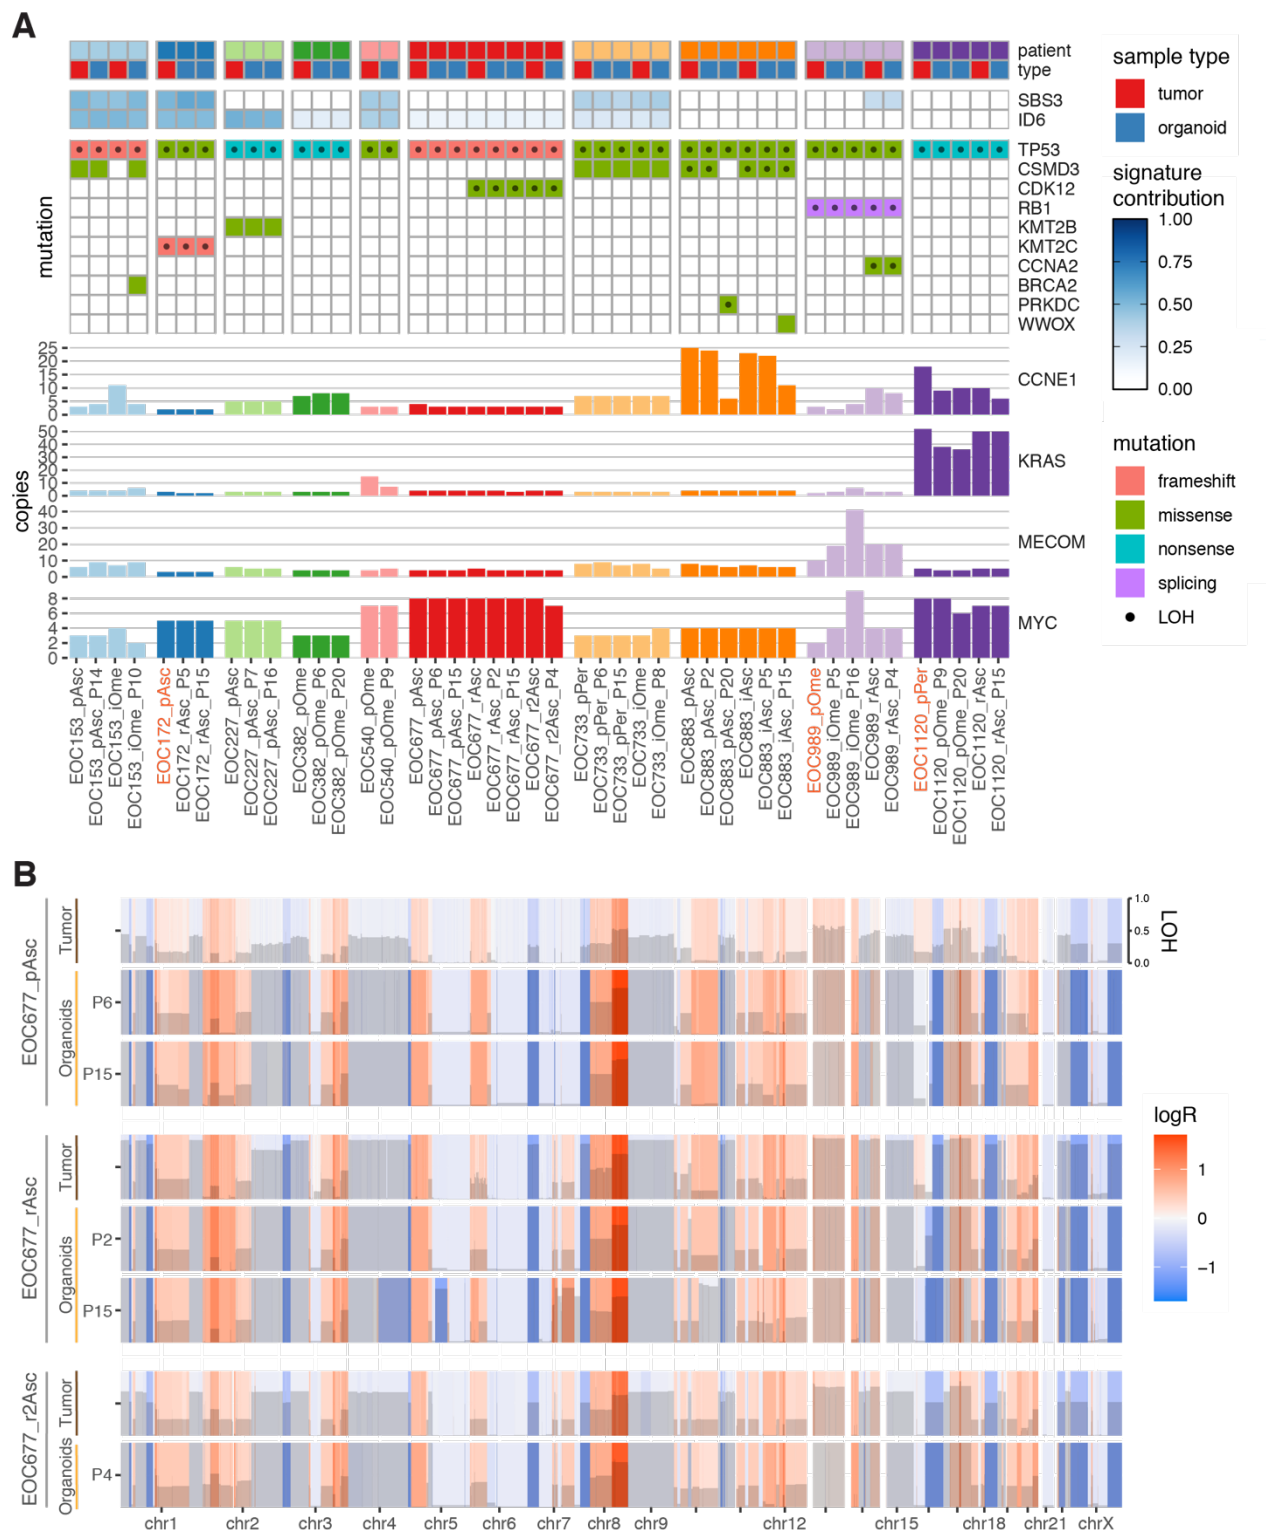 A
patient
type
SBS3
ID6
TP53
CSMD3
CDK12
RB1
KMT2B
KMT2C
CCNA2
BRCA2
PRKDC
WWOX
mutation
25
20
15
10
5
0
CCNE1
50
40
30
20
10
0
KRAS
40
30
20
10
0
MECOM
8
6
4
2
0
MYC
copies
EOC153_pAsc
EOC153_pAsc_P14
EOC153_iOme
EOC153_iOme_P10
EOC172_pAsc
EOC172_rAsc_P5
EOC172_rAsc_P15
EOC227_pAsc
EOC227_pAsc_P7
EOC227_pAsc_P16
EOC382_pOme
EOC382_pOme_P6
EOC382_pOme_P20
EOC540_pOme
EOC540_pOme_P9
EOC677_pAsc
EOC677_pAsc_P6
EOC677_pAsc_P15
EOC677_rAsc
EOC677_rAsc_P2
EOC677_rAsc_P15
EOC677_r2Asc
EOC677_r2Asc_P4
EOC733_pPer
EOC733_pPer_P6
EOC733_pPer_P15
EOC733_iOme
EOC733_iOme_P8
EOC883_pAsc
EOC883_pAsc_P2
EOC883_pAsc_P20
EOC883_iAsc
EOC883_iAsc_P5
EOC883_iAsc_P15
EOC989_pOme
EOC989_iOme_P5
EOC989_iOme_P16
EOC989_rAsc
EOC989_rAsc_P4
EOC1120_pPer
EOC1120_pOme_P9
EOC1120_pOme_P20
EOC1120_rAsc
EOC1120_rAsc_P15
sample type
tumor
organoid
signature
contribution
1.00
0.75
0.50
0.25
0.00
mutation
frameshift
missense
nonsense
splicing
LOH
B
EOC677_pAsc
Tumor
Organoids
P6
P15
1.0
0.5
0.0
LOH
EOC677_rAsc
Tumor
Organoids
P2
P15
EOC677_r2Asc
Tumor
Organoids
P4
chr1
chr2
chr3
chr4
chr5
chr6
chr7
chr8
chr9
chr12
chr15
chr18
chr21
chrX
logR
1
0
−1